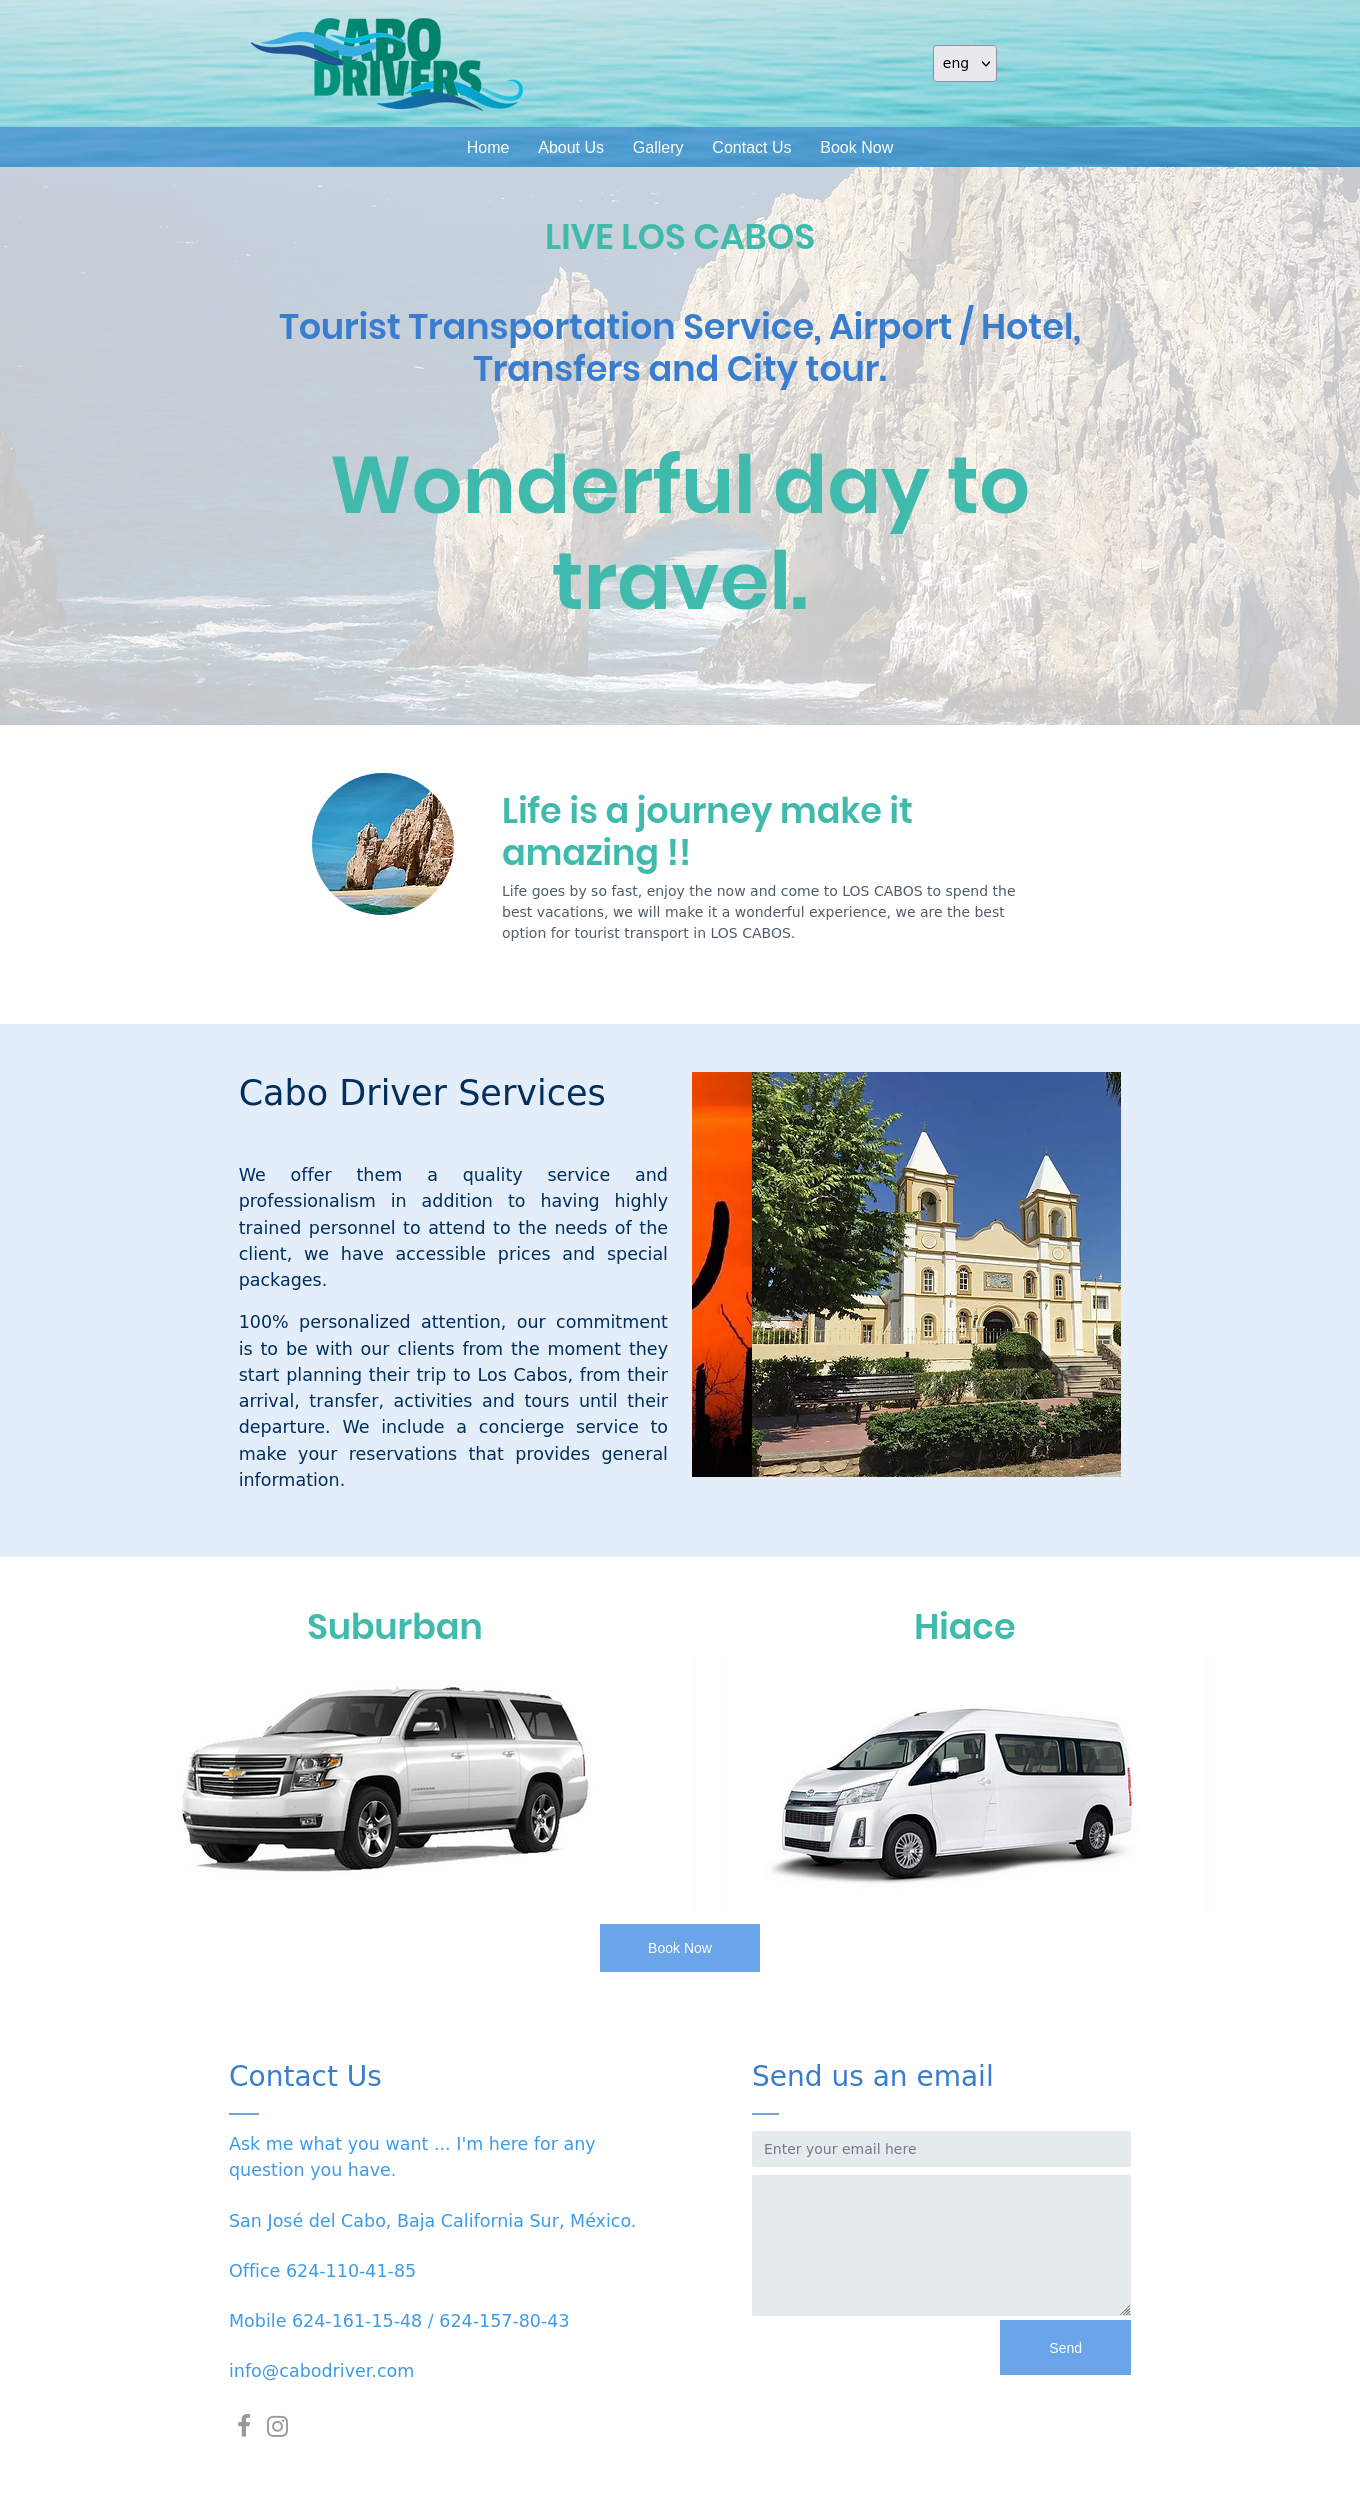 CABO
DRIVERS
eng
Home About Us Gallery Contact Us Book Now
LIVE LOS CABOS
Tourist Transportation Service, Airport / Hotel,
Transfers and City tour.
Wonderful day to
travel.
Life is a journey make it
amazing !!
Life goes by so fast, enjoy the now and come to LOS CABOS to spend the
best vacations, we will make it a wonderful experience, we are the best
option for tourist transport in LOS CABOS.
Cabo Driver Services
We offer them a quality service and
professionalism in addition to having highly
trained personnel to attend to the needs of the
client, we have accessible prices and special
packages.
100% personalized attention, our commitment
is to be with our clients from the moment they
start planning their trip to Los Cabos, from their
arrival, transfer, activities and tours until their
departure. We include a concierge service to
make your reservations that provides general
information.
Suburban
Hiace
Book Now
Contact Us
Ask me what you want ... I'm here for any
question you have.
San José del Cabo, Baja California Sur, México.
Office 624-110-41-85
Mobile 624-161-15-48 / 624-157-80-43
info@cabodriver.com
Send us an email
Enter your email here
Send